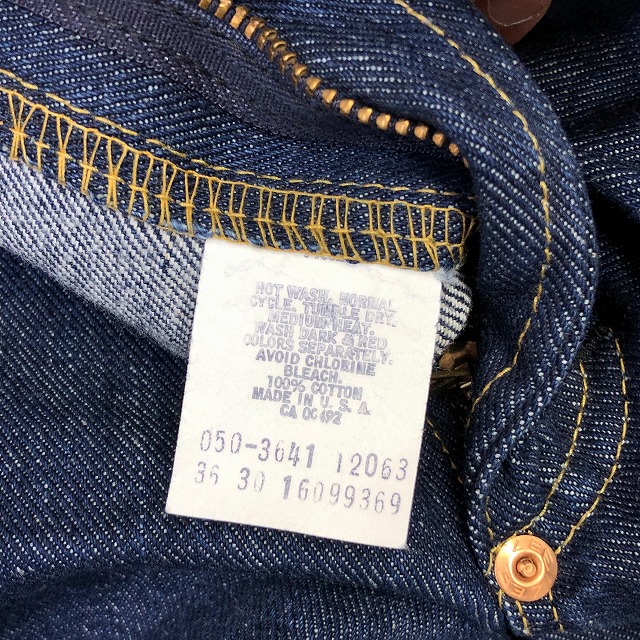 HOT WASH, NORMAL
CYCLE, TUMBLE DRY,
MEDIUM HEAT.
WASH DARK & RED
COLORS SEPARATELY.
AVOID CHLORINE
BLEACH
100% COTTON
MADE IN U.S.A.
CA 00492
050-3641 12063
36 30 16099369